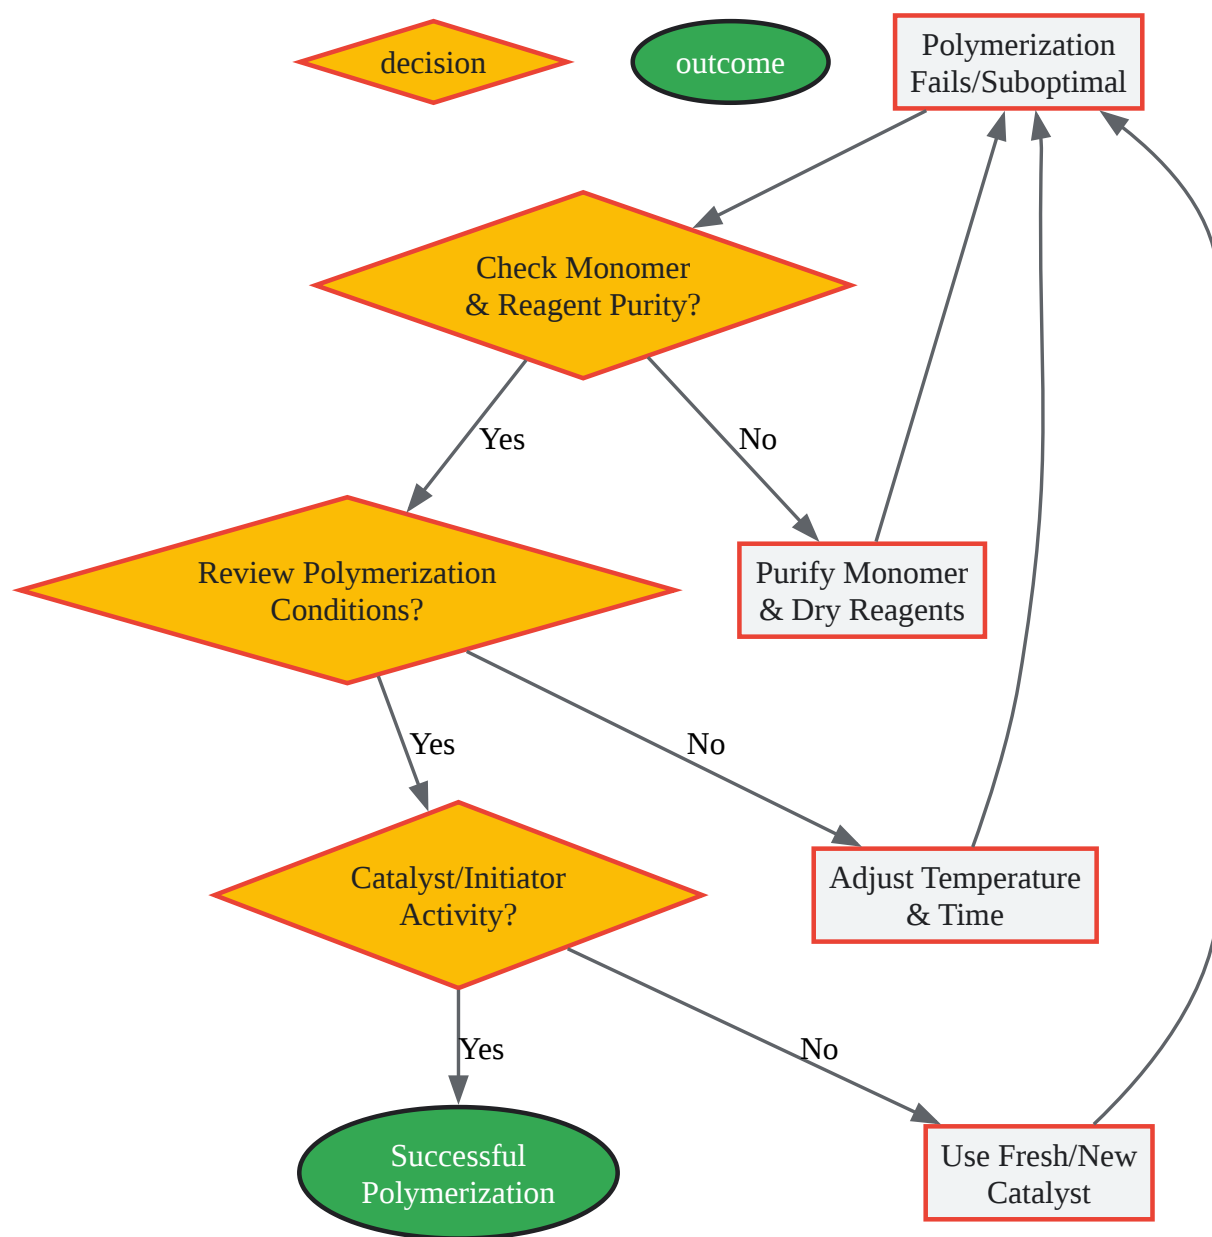 decision
outcome
Polymerization
Fails/Suboptimal
Check Monomer
& Reagent Purity?
Yes
No
Review Polymerization
Conditions?
Purify Monomer
& Dry Reagents
Yes
No
Catalyst/Initiator
Activity?
Adjust Temperature
& Time
Yes
No
Successful
Polymerization
Use Fresh/New
Catalyst